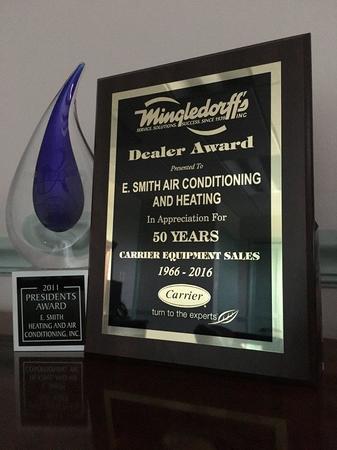 Mingledorff's INC
SERVICE. SOLUTIONS. SUCCESS. SINCE 1939
Dealer Award
Presented To
E. SMITH AIR CONDITIONING
AND HEATING
In Appreciation For
50 YEARS
CARRIER EQUIPMENT SALES
1966 - 2016
Carrier
turn to the experts
2011
PRESIDENTS
AWARD
E. SMITH
HEATING AND AIR
CONDITIONING, INC